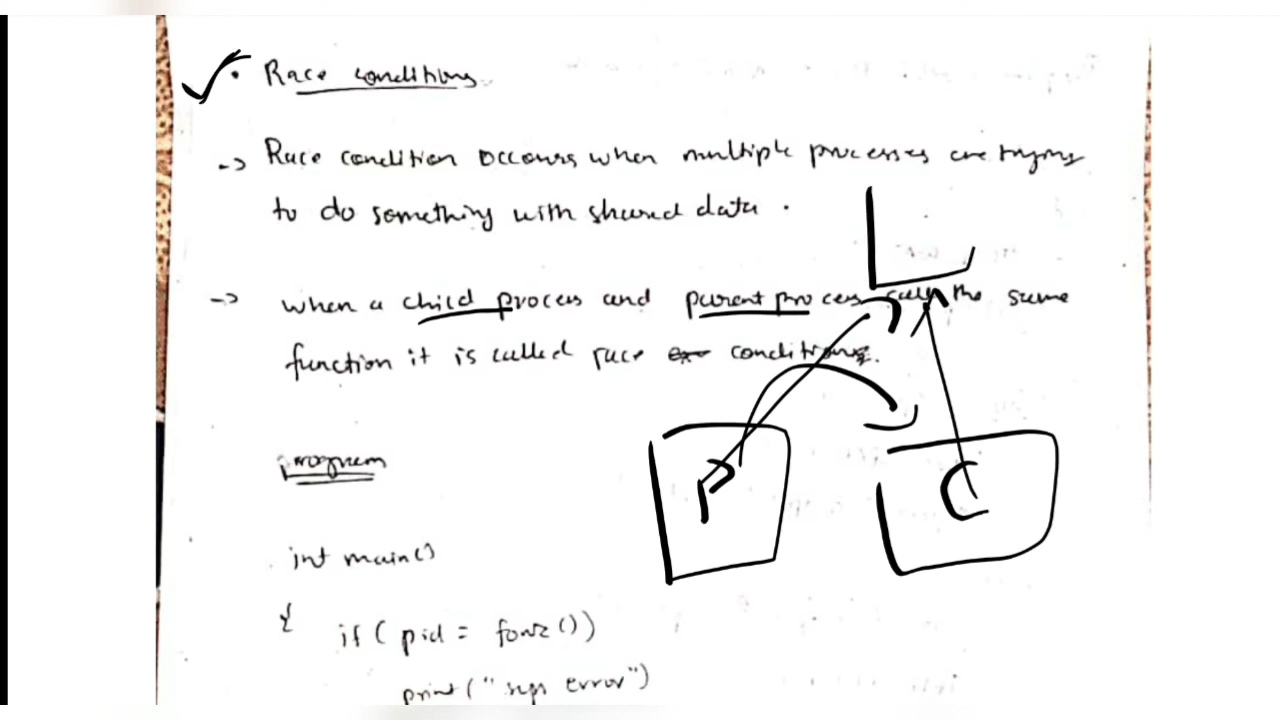 • Race conditions
-> Race condition occours when multiple processes are trying
to do something with shared data .
-> when a child process and parent process calls the same
function it is called race conditions.
program
int main()
{ if ( pid = fork())
print (" sys error")
P
C